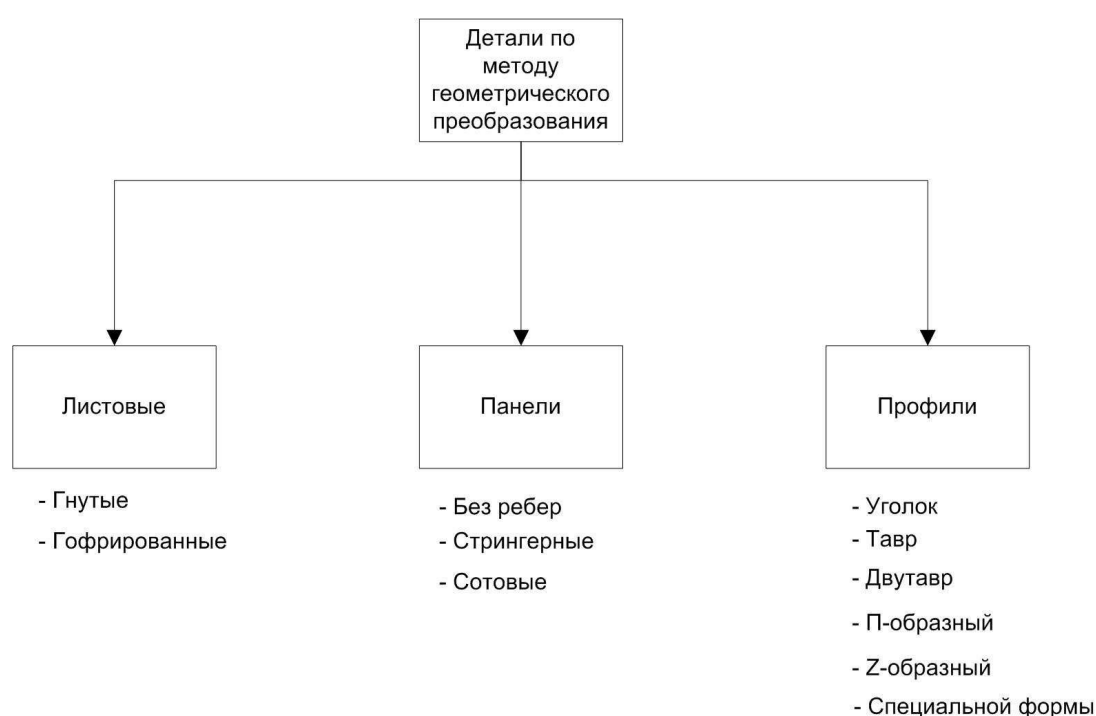 Детали по
методу
геометрического
преобразования
Листовые
Панели
Профили
- Гнутые
- Гофрированные
- Без ребер
- Стрингерные
- Сотовые
- Уголок
- Тавр
- Двутавр
- П-образный
- Z-образный
- Специальной формы